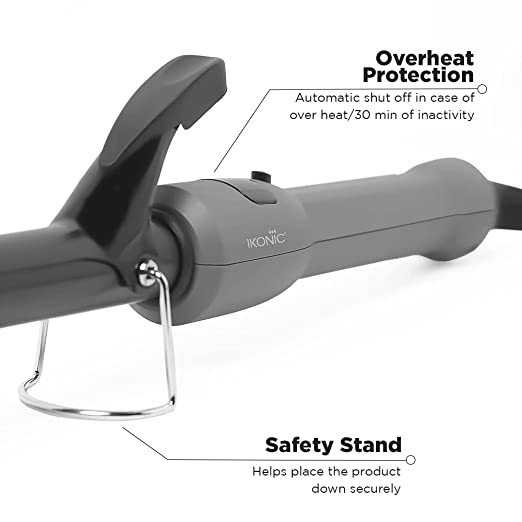 Overheat
Protection
Automatic shut off in case of
over heat/30 min of inactivity
IKONIC
Safety Stand
Helps place the product
down securely